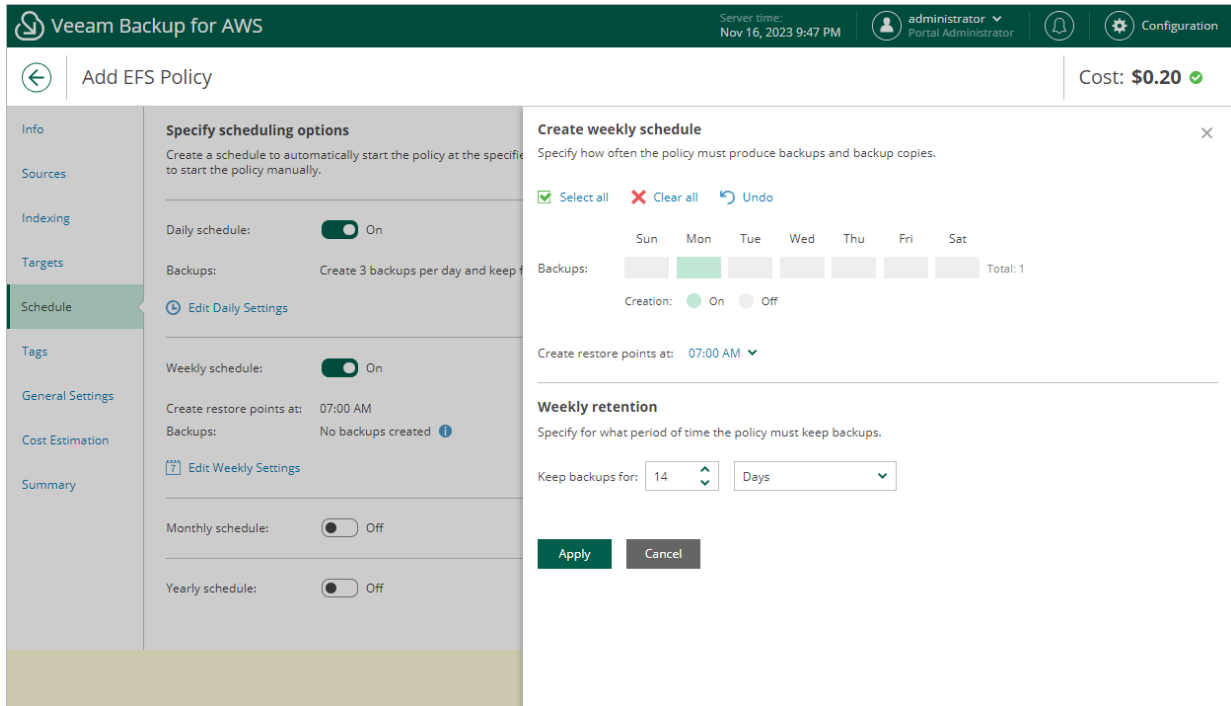 Veeam Backup for AWS
Server time:
Nov 16, 2023 9:47 PM
administrator
Portal Administrator
Configuration
Add EFS Policy
Cost: $0.20
Info
Sources
Indexing
Targets
Schedule
Tags
General Settings
Cost Estimation
Summary
Specify scheduling options
Create a schedule to automatically start the policy at the specifie
to start the policy manually.
Daily schedule: On
Backups: Create 3 backups per day and keep f
Edit Daily Settings
Weekly schedule: On
Create restore points at: 07:00 AM
Backups: No backups created
7 Edit Weekly Settings
Monthly schedule: Off
Yearly schedule: Off
Create weekly schedule
Specify how often the policy must produce backups and backup copies.
Select all Clear all Undo
Sun Mon Tue Wed Thu Fri Sat
Backups: Total: 1
Creation: On Off
Create restore points at: 07:00 AM
Weekly retention
Specify for what period of time the policy must keep backups.
Keep backups for: 14 Days
Apply Cancel